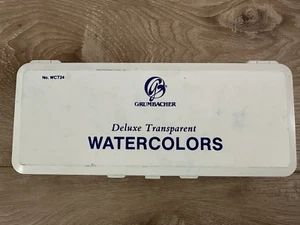 No. WCT24
GRUMBACHER
Deluxe Transparent
WATERCOLORS